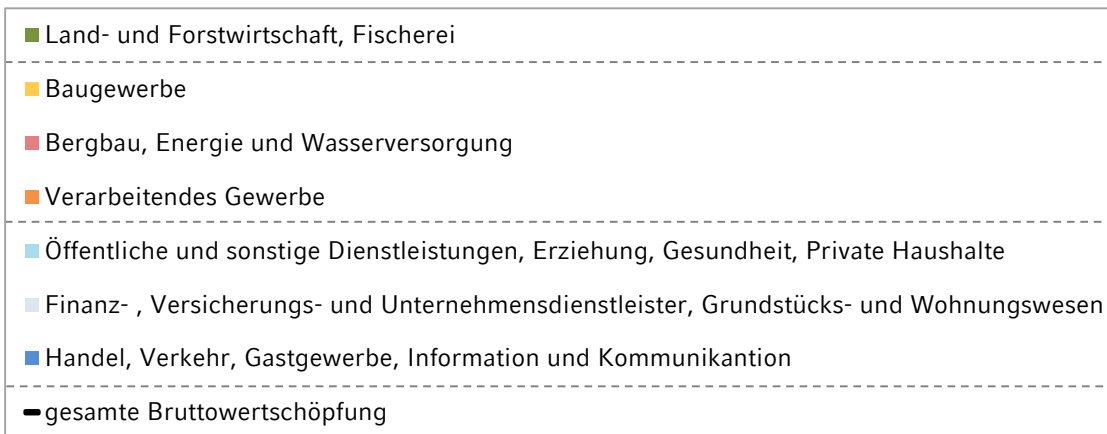 Land- und Forstwirtschaft, Fischerei
Baugewerbe
Bergbau, Energie und Wasserversorgung
Verarbeitendes Gewerbe
Öffentliche und sonstige Dienstleistungen, Erziehung, Gesundheit, Private Haushalte
Finanz- , Versicherungs- und Unternehmensdienstleister, Grundstücks- und Wohnungswesen
Handel, Verkehr, Gastgewerbe, Information und Kommunikantion
gesamte Bruttowertschöpfung